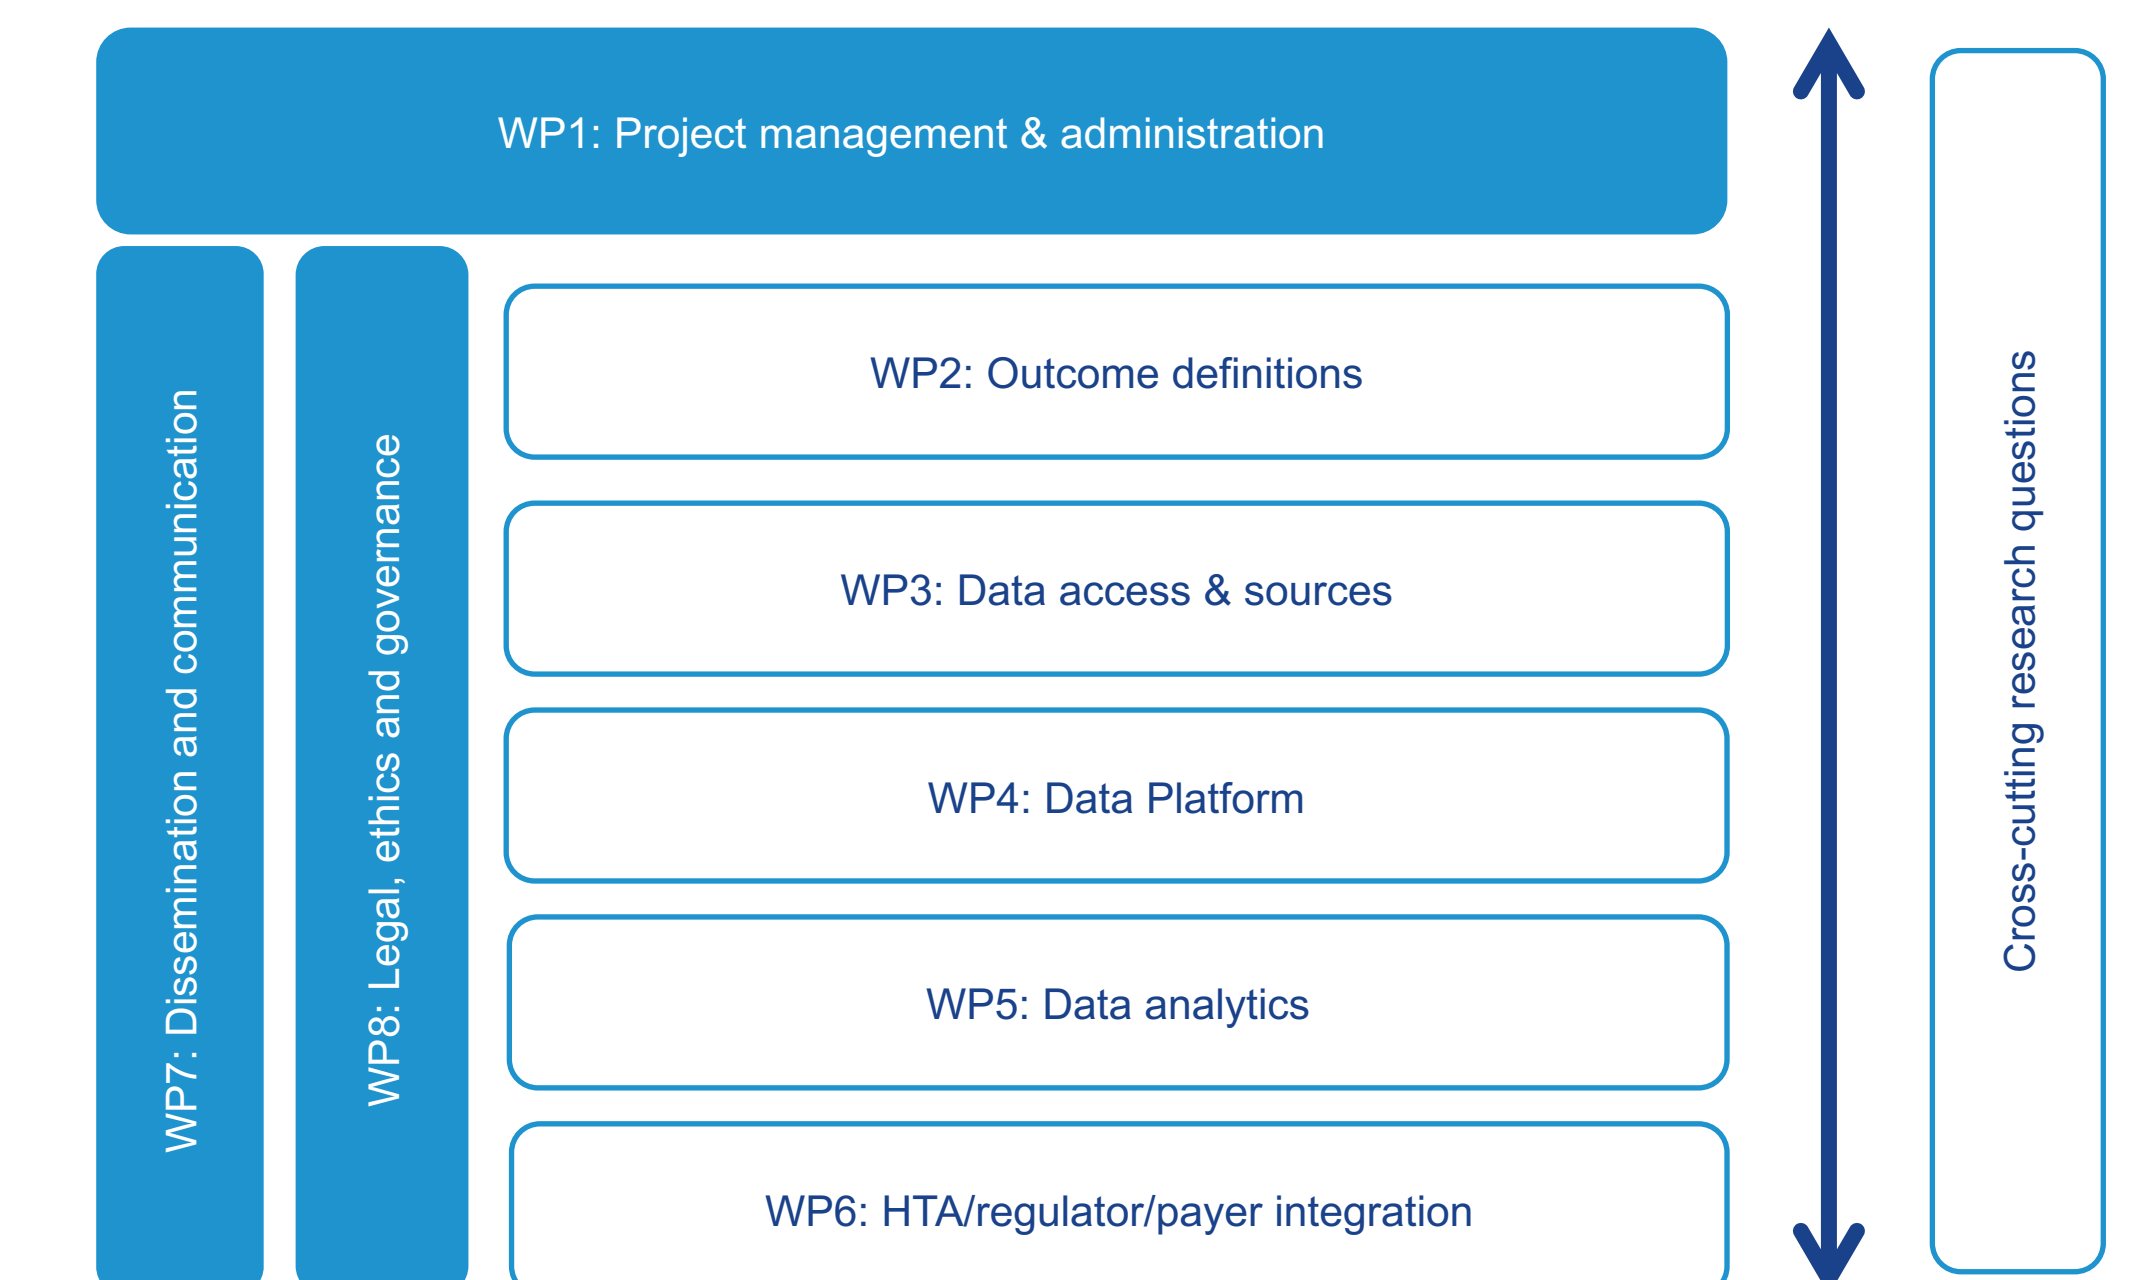 WP1: Project management & administration
WP7: Dissemination and communication
WP8: Legal, ethics and governance
WP2: Outcome definitions
WP3: Data access & sources
WP4: Data Platform
WP5: Data analytics
WP6: HTA/regulator/payer integration
Cross-cutting research questions